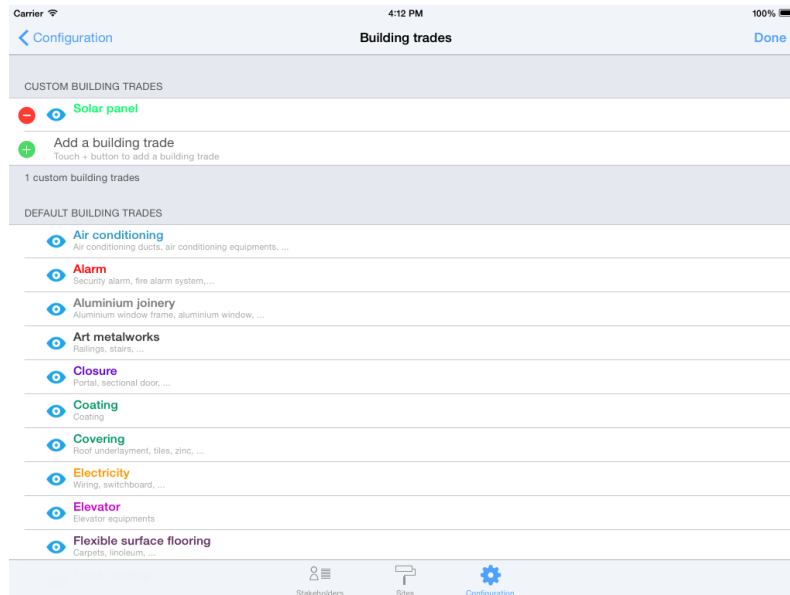 Carrier 4:12 PM 100%
Configuration Building trades Done
CUSTOM BUILDING TRADES
Solar panel
Add a building trade
Touch + button to add a building trade
1 custom building trades
DEFAULT BUILDING TRADES
Air conditioning
Air conditioning ducts, air conditioning equipments, ...
Alarm
Security alarm, fire alarm system,...
Aluminium joinery
Aluminium window frame, aluminium window, ...
Art metalworks
Railings, stairs, ...
Closure
Portal, sectional door, ...
Coating
Coating
Covering
Roof underlayment, tiles, zinc, ...
Electricity
Wiring, switchboard, ...
Elevator
Elevator equipments
Flexible surface flooring
Carpets, linoleum, ...
Stakeholders Sites Configuration